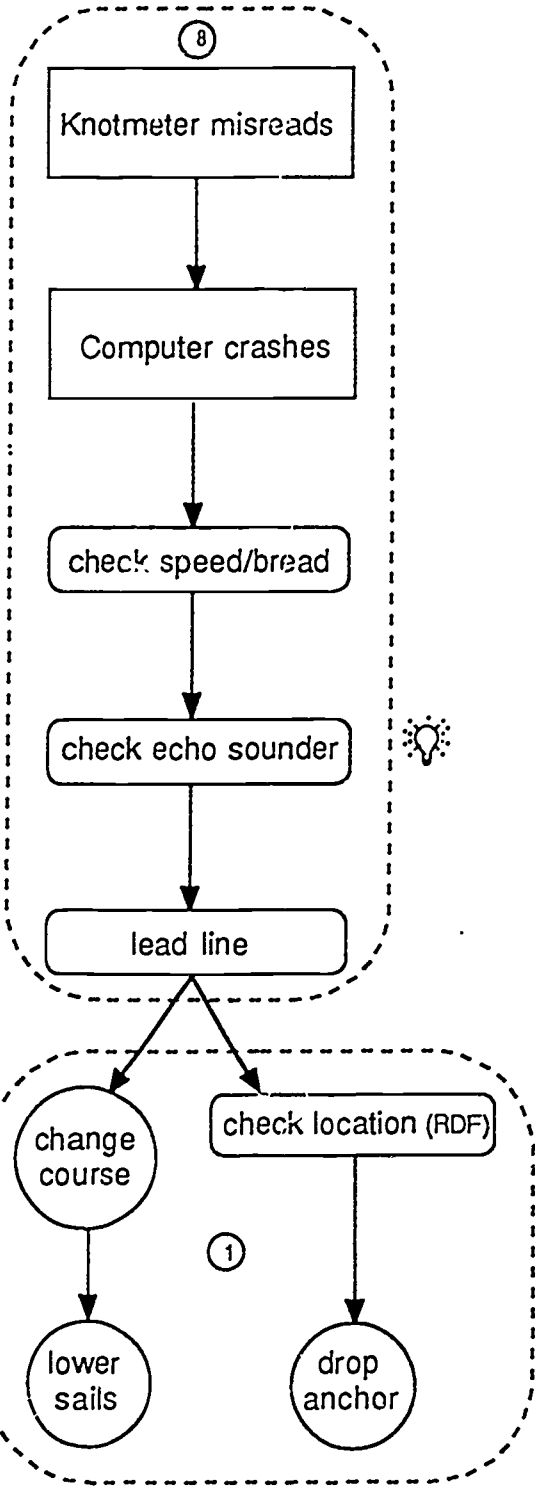 8
Knotmeter misreads
Computer crashes
check speed/bread
check echo sounder
lead line
change
course
check location (RDF)
1
lower
sails
drop
anchor